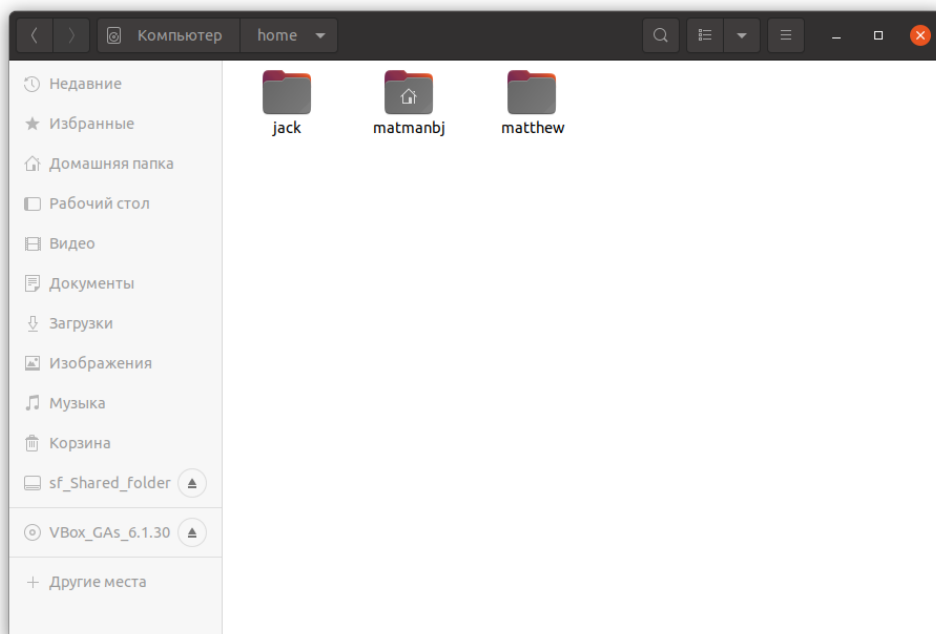 Компьютер home
Недавние
Избранные
Домашняя папка
Рабочий стол
Видео
Документы
Загрузки
Изображения
Музыка
Корзина
sf_Shared_folder
VBox_GAs_6.1.30
Другие места
jack matmanbj matthew